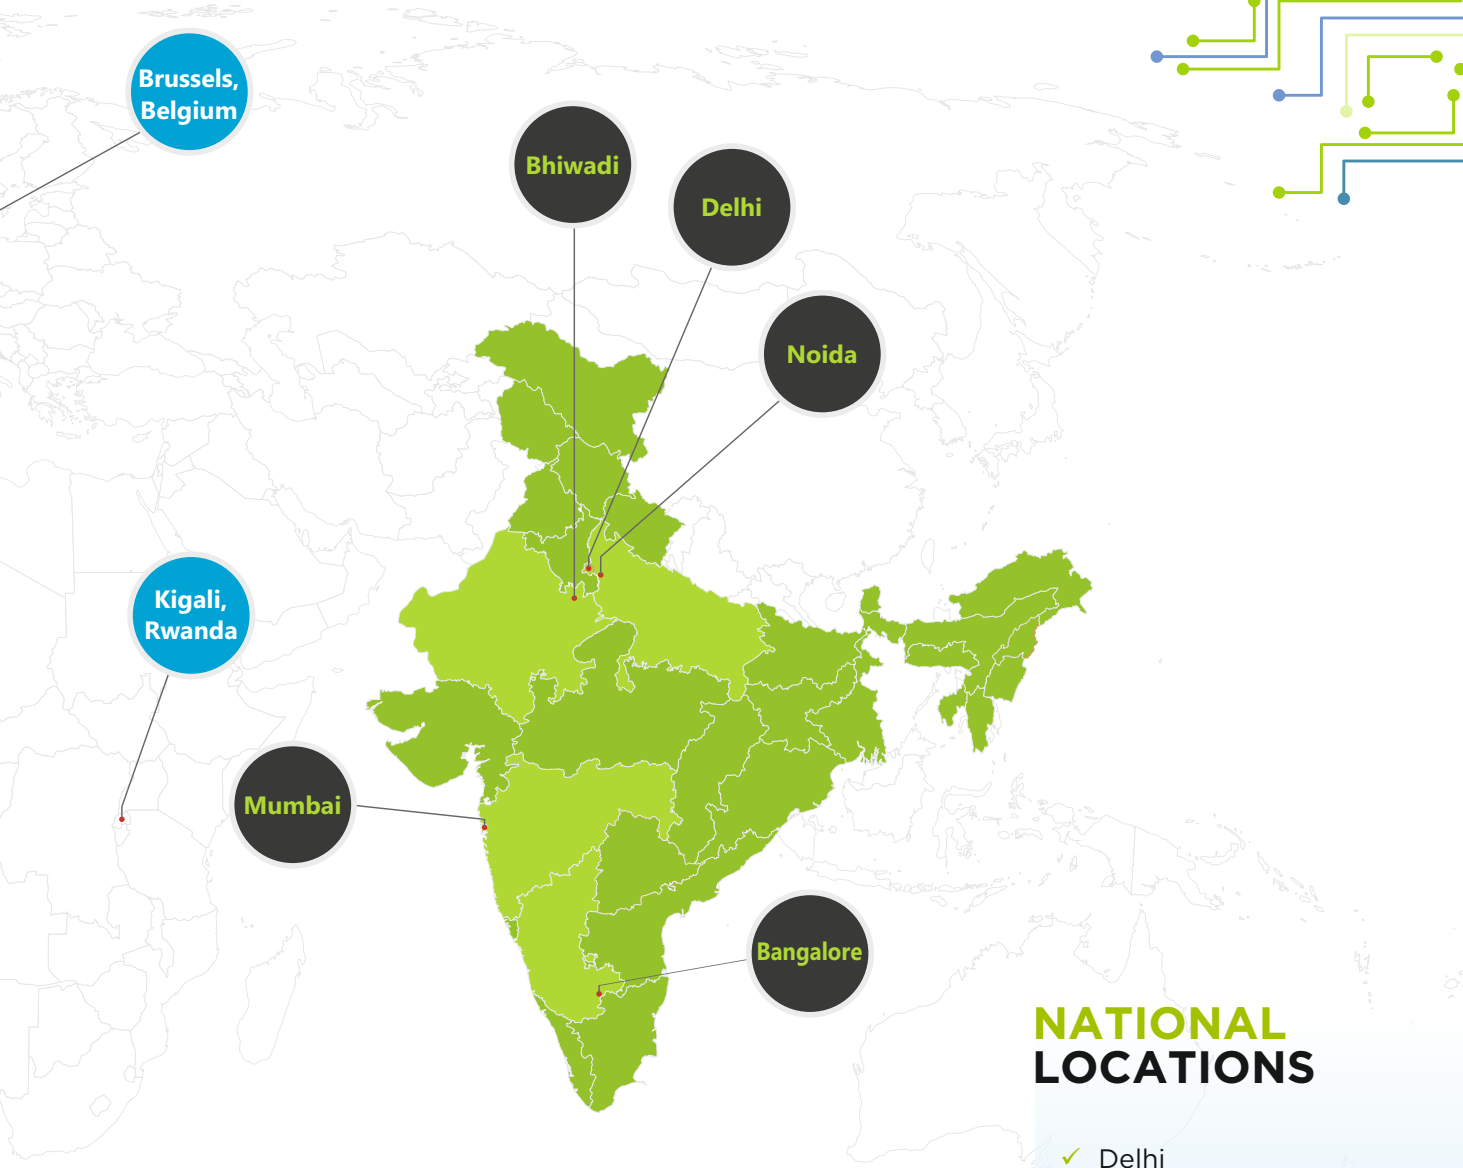 Brussels,
Belgium
Bhiwadi
Delhi
Noida
Kigali,
Rwanda
Mumbai
Bangalore
NATIONAL
LOCATIONS
✓ Delhi